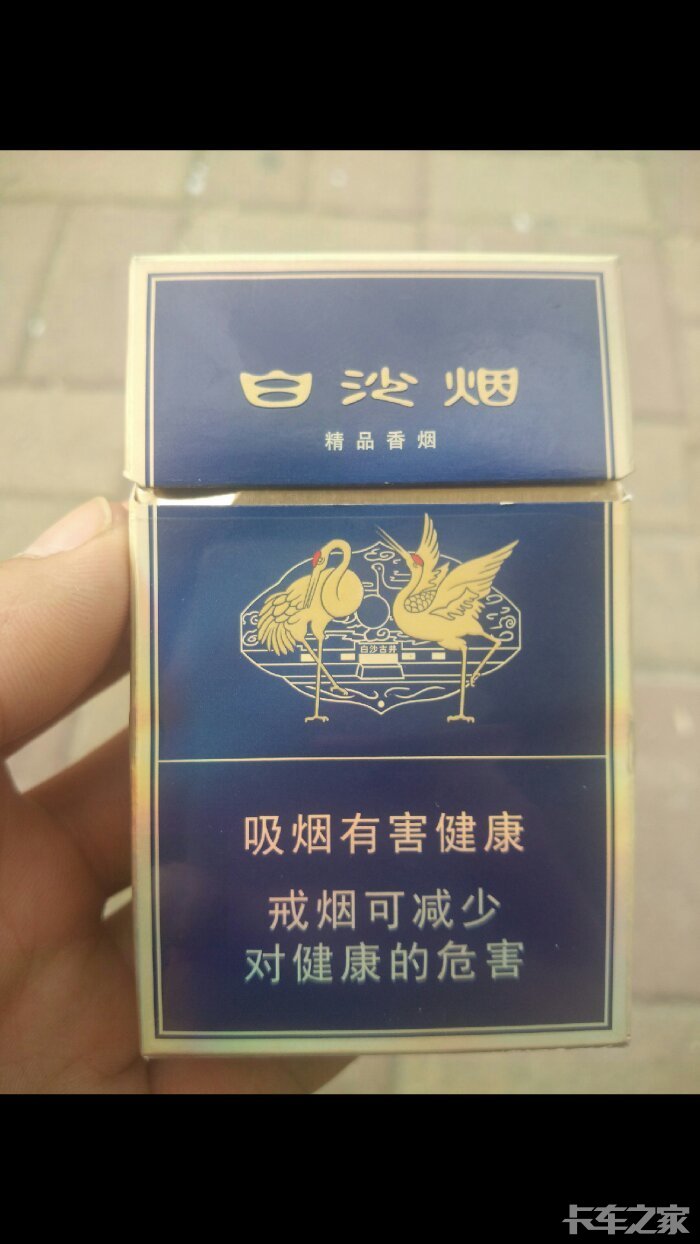 白沙烟
精品香烟
白沙古井
吸烟有害健康
戒烟可减少
对健康的危害
卡车之家